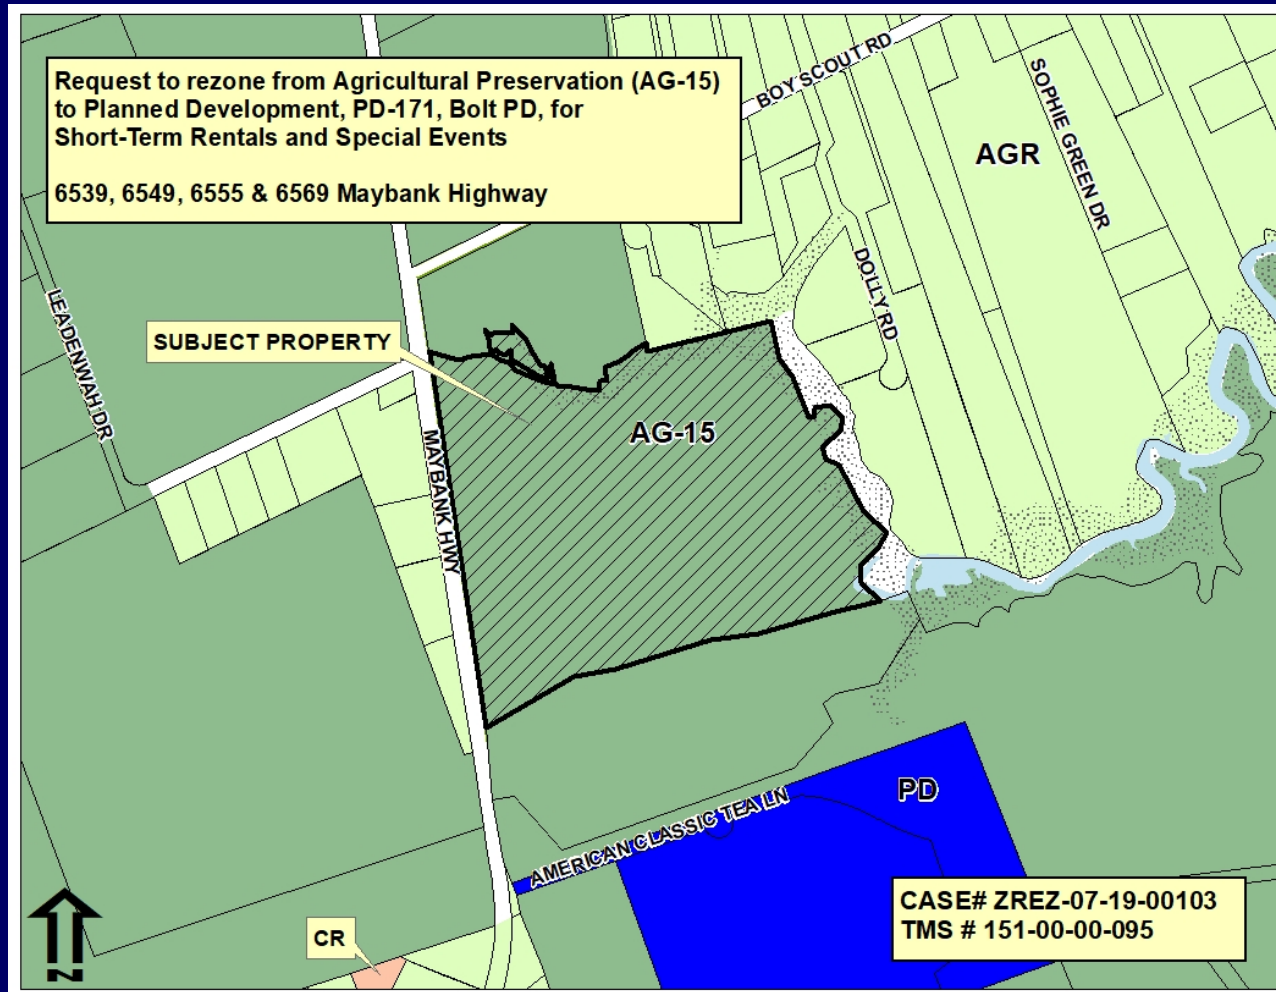 Request to rezone from Agricultural Preservation (AG-15)
to Planned Development, PD-171, Bolt PD, for
Short-Term Rentals and Special Events
6539, 6549, 6555 & 6569 Maybank Highway
BOY SCOUT RD
SOPHIE GREEN DR
AGR
DOLLY RD
LEADENWAH DR
SUBJECT PROPERTY
AG-15
MAYBANK HWY
PD
AMERICAN CLASSIC TEA LN
CASE# ZREZ-07-19-00103
TMS # 151-00-00-095
CR
N